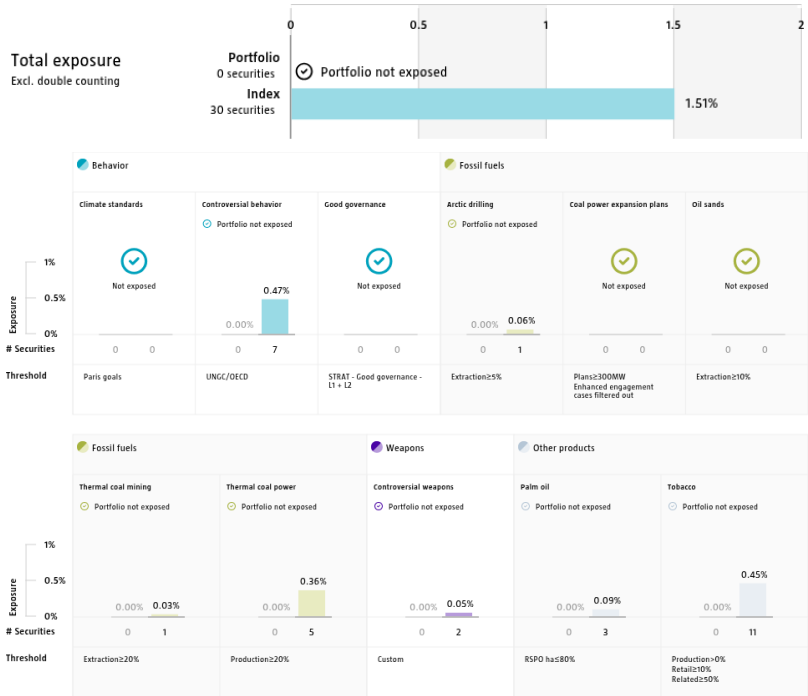 0 0.5 1 1.5 2
Total exposure
Excl. double counting
Portfolio
0 securities
Portfolio not exposed
Index
30 securities
1.51%
Behavior Fossil fuels
Climate standards Controversial behavior Good governance Arctic drilling Coal power expansion plans Oil sands
Portfolio not exposed Portfolio not exposed
Not exposed Not exposed Not exposed Not exposed
Exposure
1%
0.5%
0%
0.00% 0.47% 0.00% 0.06%
# Securities 0 0 0 7 0 0 0 1 0 0 0 0
Threshold Paris goals UNGC/OECD STRAT - Good governance - Extraction≥5% Plans≥300MW Extraction≥10%
L1 + L2 Enhanced engagement
cases filtered out
Fossil fuels Weapons Other products
Thermal coal mining Thermal coal power Controversial weapons Palm oil Tobacco
Portfolio not exposed Portfolio not exposed Portfolio not exposed Portfolio not exposed Portfolio not exposed
Exposure
1%
0.5%
0%
0.00% 0.03% 0.00% 0.36% 0.00% 0.05% 0.00% 0.09% 0.00% 0.45%
# Securities 0 1 0 5 0 2 0 3 0 11
Threshold Extraction≥20% Production≥20% Custom RSPO ha≤80% Production>0%
Retail≥10%
Related≥50%